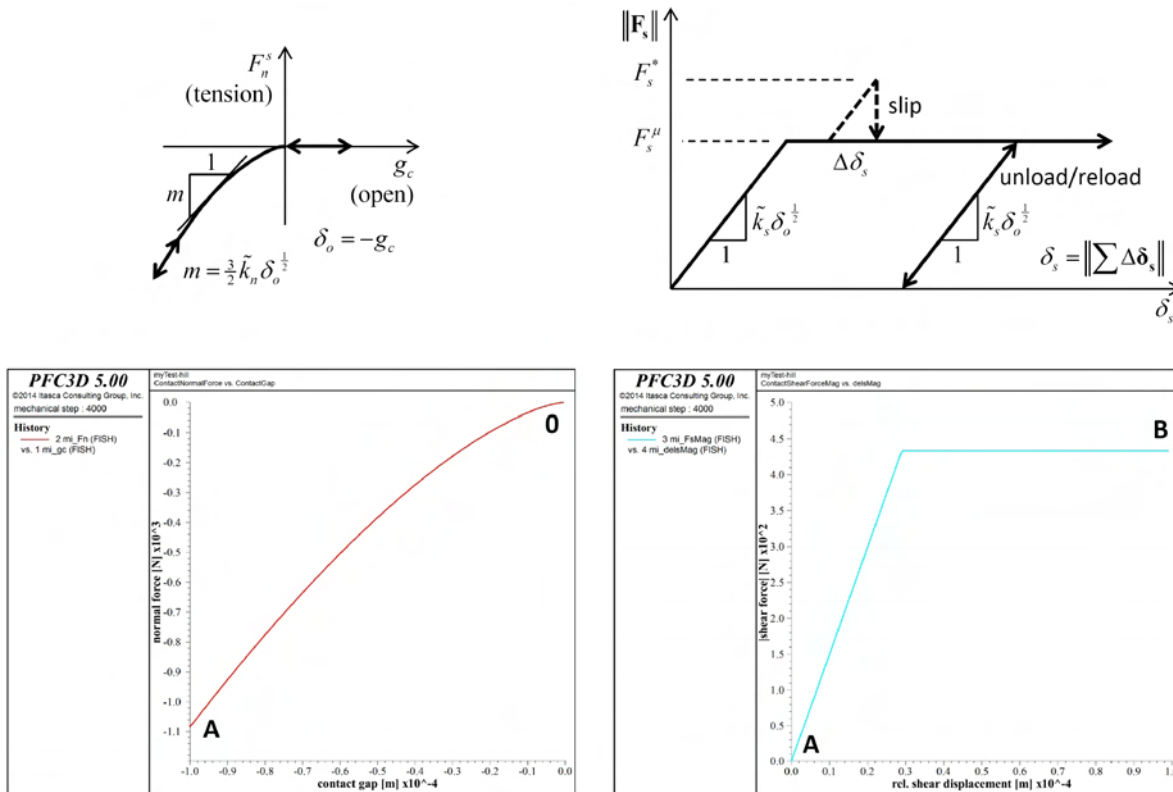 F_n^s
(tension)
1
m
g_c
(open)
δ_o = −g_c
m = 3/2 k̃_n δ_o^{1/2}
‖F_s‖
F_s^*
slip
F_s^μ
Δδ_s
unload/reload
k̃_s δ_o^{1/2}
k̃_s δ_o^{1/2}
1
1
δ_s = ‖∑ Δδ_s‖
δ_s
PFC3D 5.00
©2014 Itasca Consulting Group, Inc.
mechanical step : 4000
History
2 mi_Fn (FISH)
vs. 1 mi_gc (FISH)
myTest-hill
ContactNormalForce vs. ContactGap
0.0
-0.1
-0.2
-0.3
-0.4
-0.5
-0.6
-0.7
-0.8
-0.9
-1.0
-1.1
normal force [N] x10^3
0
A
-1.0 -0.9 -0.8 -0.7 -0.6 -0.5 -0.4 -0.3 -0.2 -0.1 0.0
contact gap [m] x10^-4
PFC3D 5.00
©2014 Itasca Consulting Group, Inc.
mechanical step : 4000
History
3 mi_FsMag (FISH)
vs. 4 mi_delsMag (FISH)
myTest-hill
ContactShearForceMag vs. delsMag
5.0
4.5
4.0
3.5
3.0
2.5
2.0
1.5
1.0
0.5
0.0
|shear force| [N] x10^2
B
A
0.0 0.1 0.2 0.3 0.4 0.5 0.6 0.7 0.8 0.9
rel. shear displacement [m] x10^-4